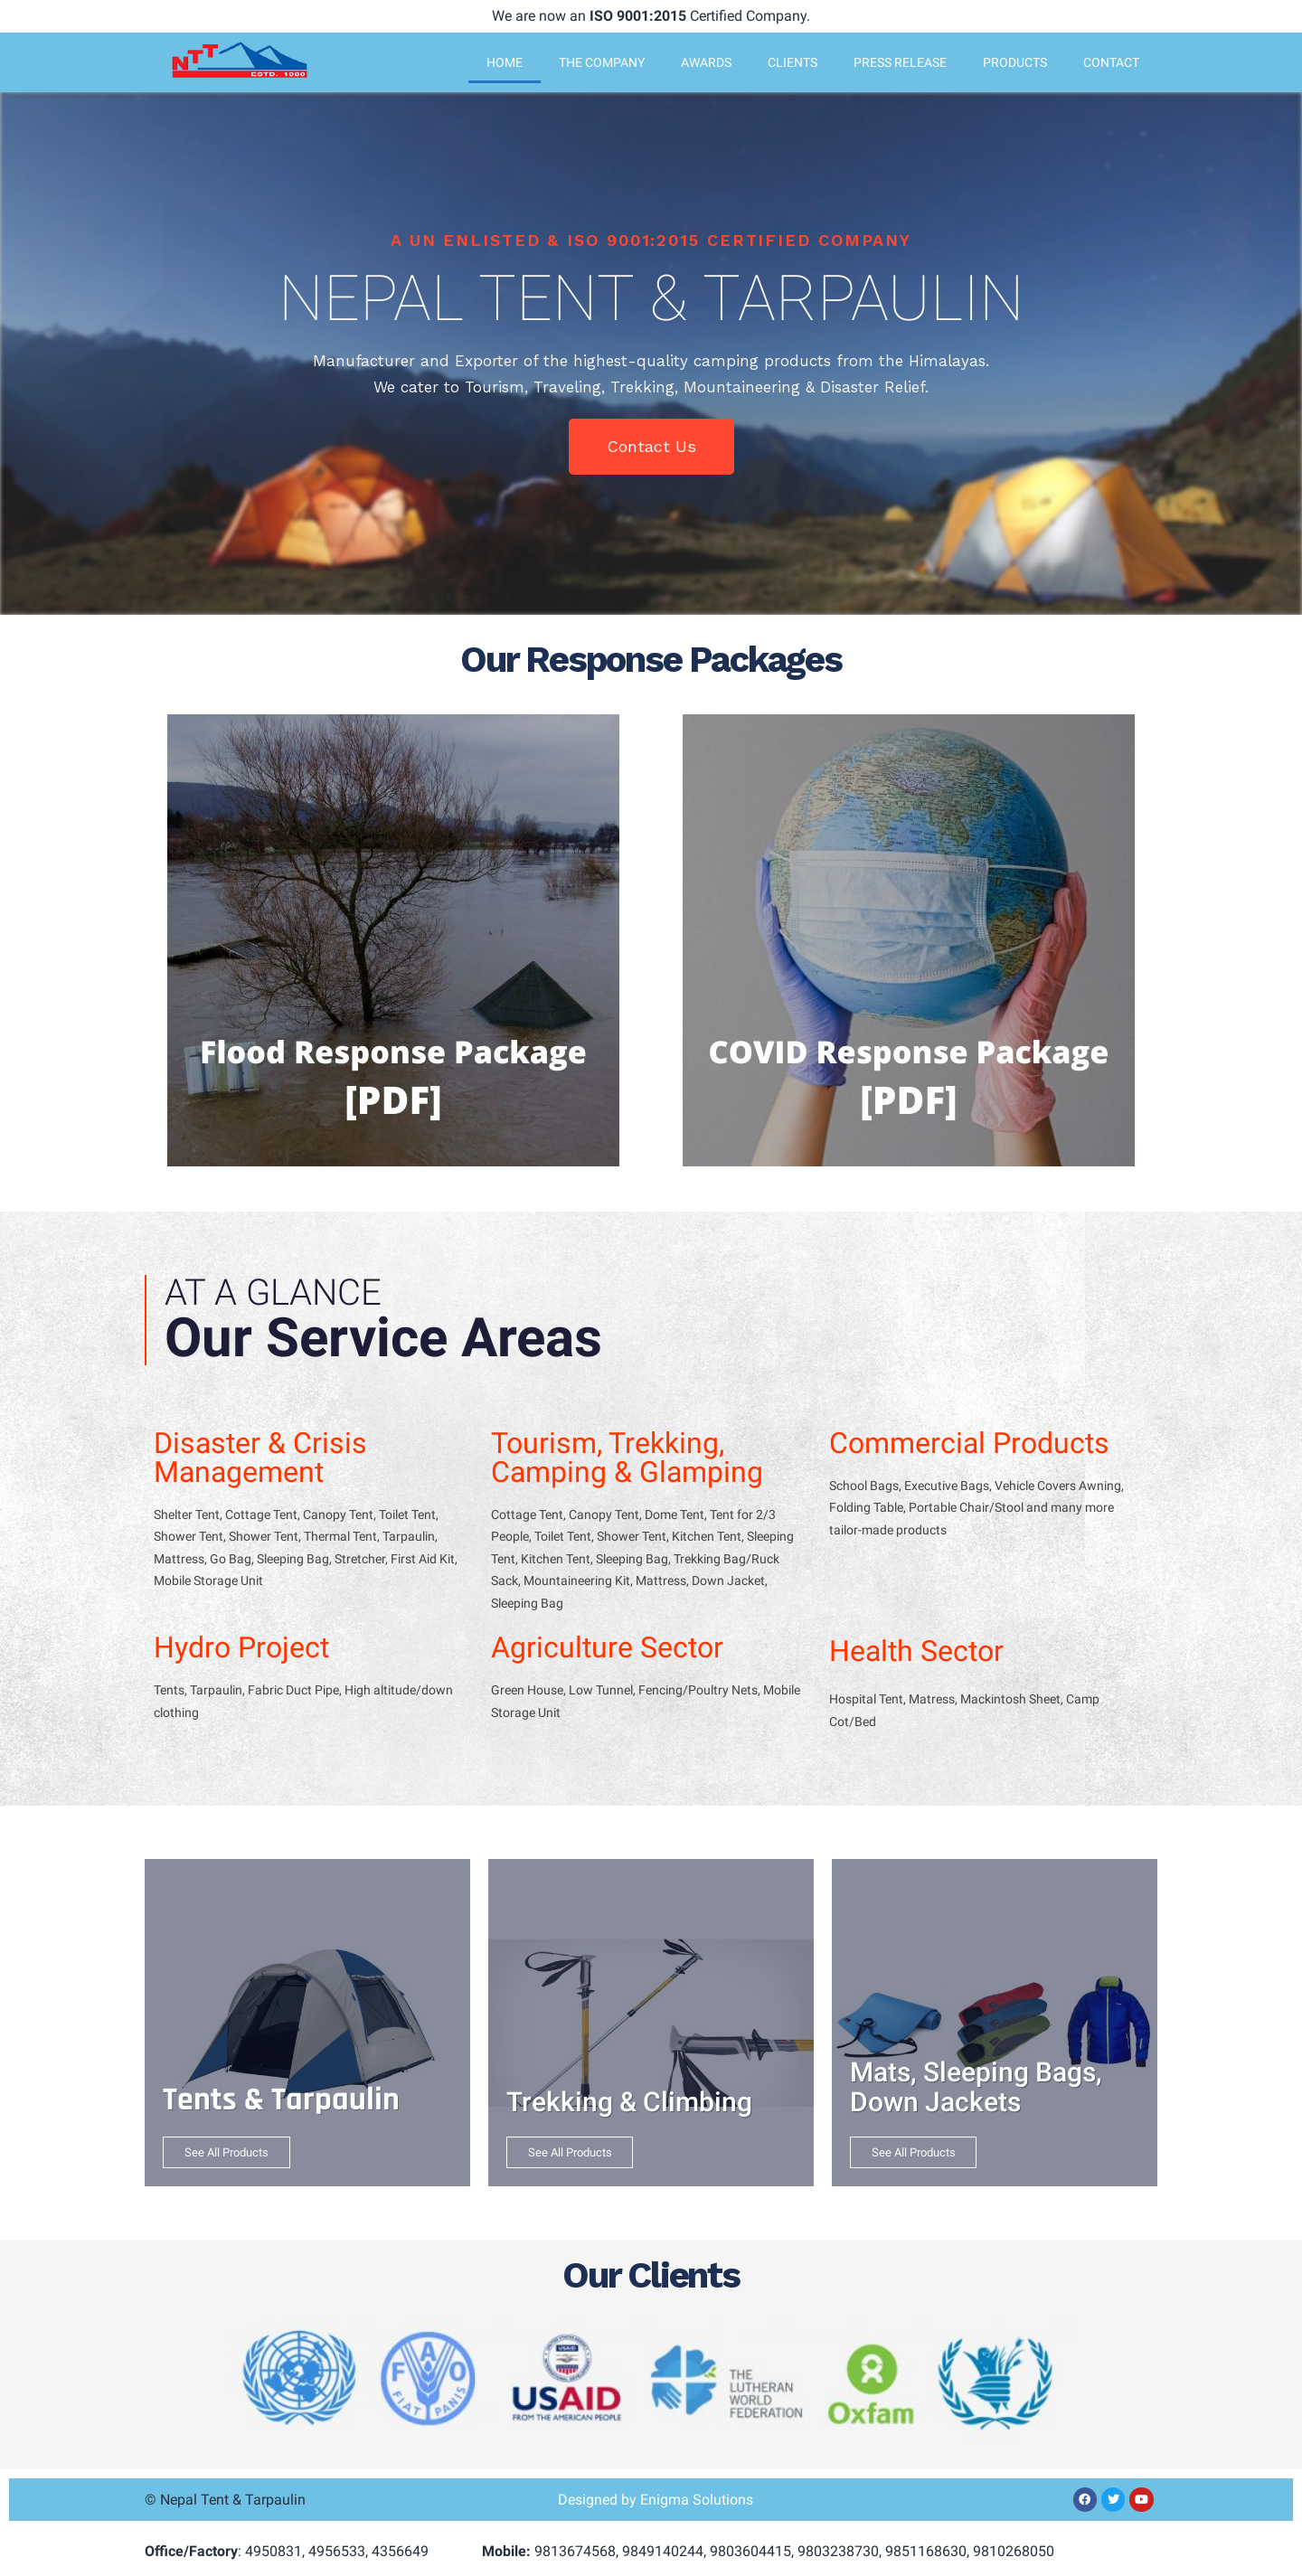 We are now an ISO 9001:2015 Certified Company.
NTT
ESTD. 1980
HOME THE COMPANY AWARDS CLIENTS PRESS RELEASE PRODUCTS CONTACT
A UN ENLISTED & ISO 9001:2015 CERTIFIED COMPANY
NEPAL TENT & TARPAULIN
Manufacturer and Exporter of the highest-quality camping products from the Himalayas.
We cater to Tourism, Traveling, Trekking, Mountaineering & Disaster Relief.
Contact Us
Our Response Packages
Flood Response Package
[PDF]
COVID Response Package
[PDF]
AT A GLANCE
Our Service Areas
Disaster & Crisis
Management
Shelter Tent, Cottage Tent, Canopy Tent, Toilet Tent,
Shower Tent, Shower Tent, Thermal Tent, Tarpaulin,
Mattress, Go Bag, Sleeping Bag, Stretcher, First Aid Kit,
Mobile Storage Unit
Tourism, Trekking,
Camping & Glamping
Cottage Tent, Canopy Tent, Dome Tent, Tent for 2/3
People, Toilet Tent, Shower Tent, Kitchen Tent, Sleeping
Tent, Kitchen Tent, Sleeping Bag, Trekking Bag/Ruck
Sack, Mountaineering Kit, Mattress, Down Jacket,
Sleeping Bag
Commercial Products
School Bags, Executive Bags, Vehicle Covers Awning,
Folding Table, Portable Chair/Stool and many more
tailor-made products
Hydro Project
Tents, Tarpaulin, Fabric Duct Pipe, High altitude/down
clothing
Agriculture Sector
Green House, Low Tunnel, Fencing/Poultry Nets, Mobile
Storage Unit
Health Sector
Hospital Tent, Matress, Mackintosh Sheet, Camp
Cot/Bed
Tents & Tarpaulin
See All Products
Trekking & Climbing
See All Products
Mats, Sleeping Bags,
Down Jackets
See All Products
Our Clients
FAO
FIAT PANIS
USAID
USAID
FROM THE AMERICAN PEOPLE
THE
LUTHERAN
WORLD
FEDERATION
Oxfam
© Nepal Tent & Tarpaulin
Designed by Enigma Solutions
Office/Factory: 4950831, 4956533, 4356649
Mobile: 9813674568, 9849140244, 9803604415, 9803238730, 9851168630, 9810268050